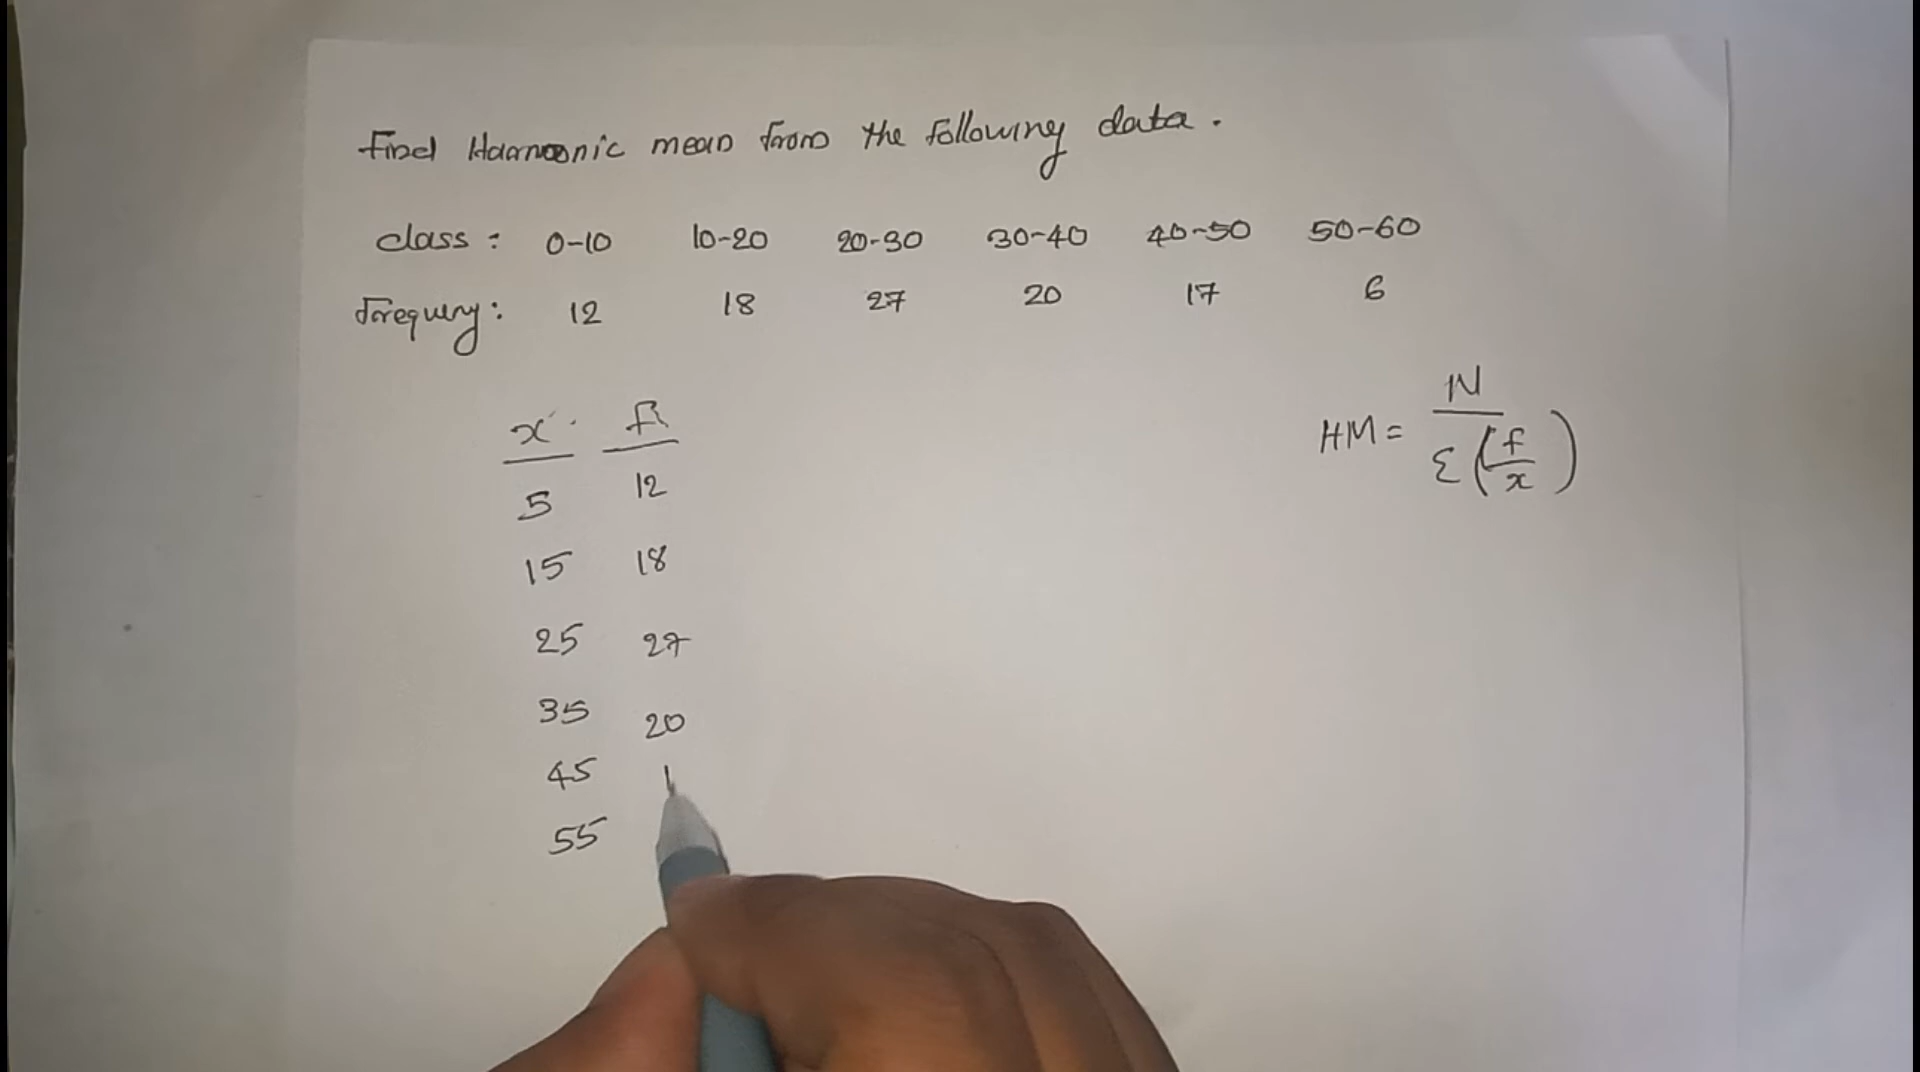 Find Harmonic mean from the following data.
class: 0-10 10-20 20-30 30-40 40-50 50-60
frequency: 12 18 27 20 17 6
x f
5 12
15 18
25 27
35 20
45 1
55
HM = N / Σ(f/x)